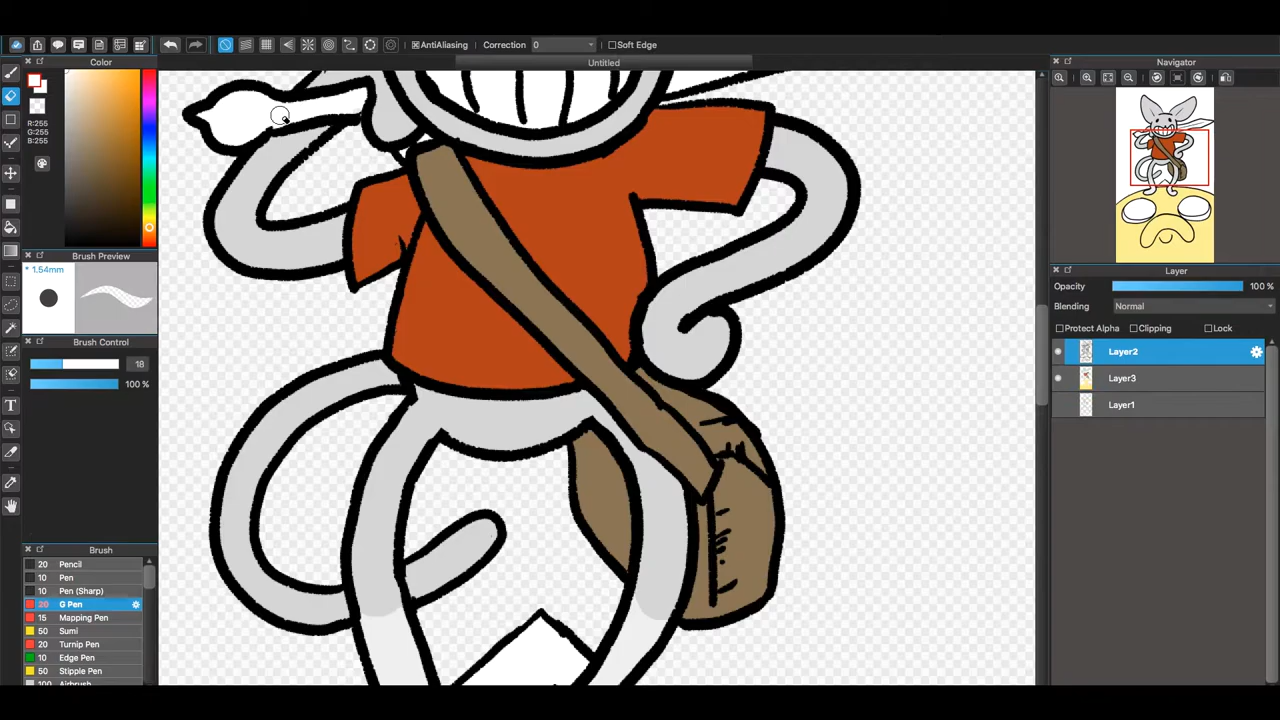 AntiAliasing Correction 0 Soft Edge
Color
Untitled
Navigator
R:255
G:255
B:255
Brush Preview
* 1.54mm
Layer
Opacity 100 %
Blending Normal
Protect Alpha Clipping Lock
Brush Control
18
100 %
Layer2
Layer3
Layer1
T
Brush
20 Pencil
10 Pen
10 Pen (Sharp)
20 G Pen
15 Mapping Pen
50 Sumi
20 Turnip Pen
10 Edge Pen
50 Stipple Pen
100 Airbrush